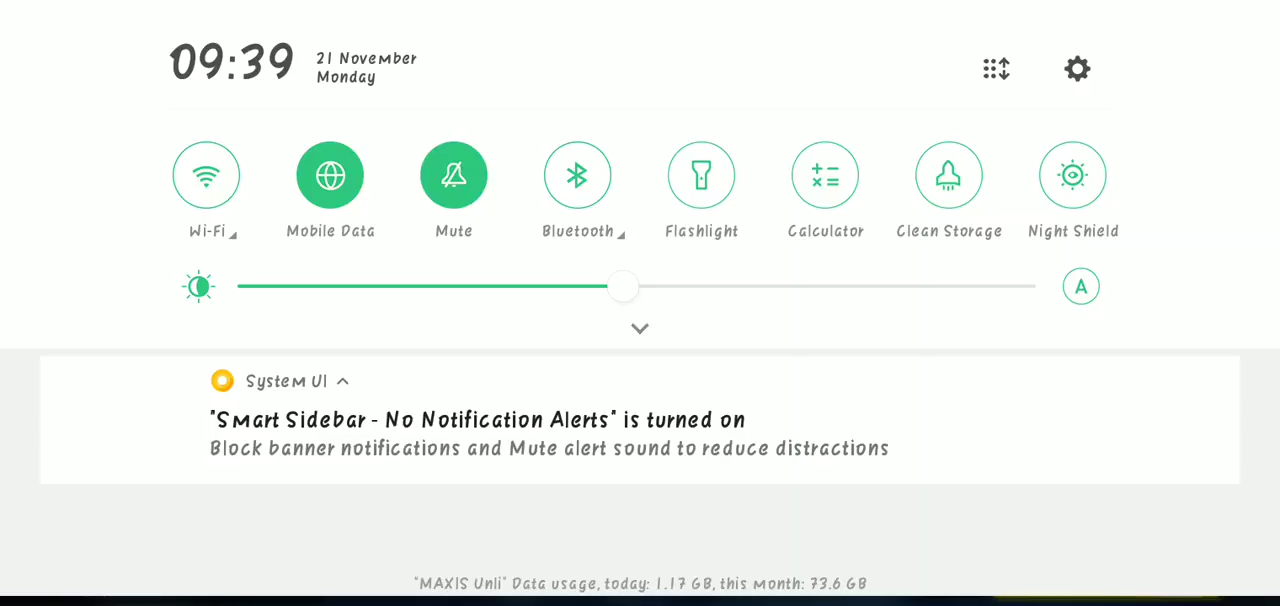 09:39
21 November
Monday
Wi-Fi
Mobile Data
Mute
Bluetooth
Flashlight
Calculator
Clean Storage
Night Shield
A
System UI
"Smart Sidebar - No Notification Alerts" is turned on
Block banner notifications and Mute alert sound to reduce distractions
"MAXIS Unli" Data usage, today: 1.17 GB, this month: 73.6 GB